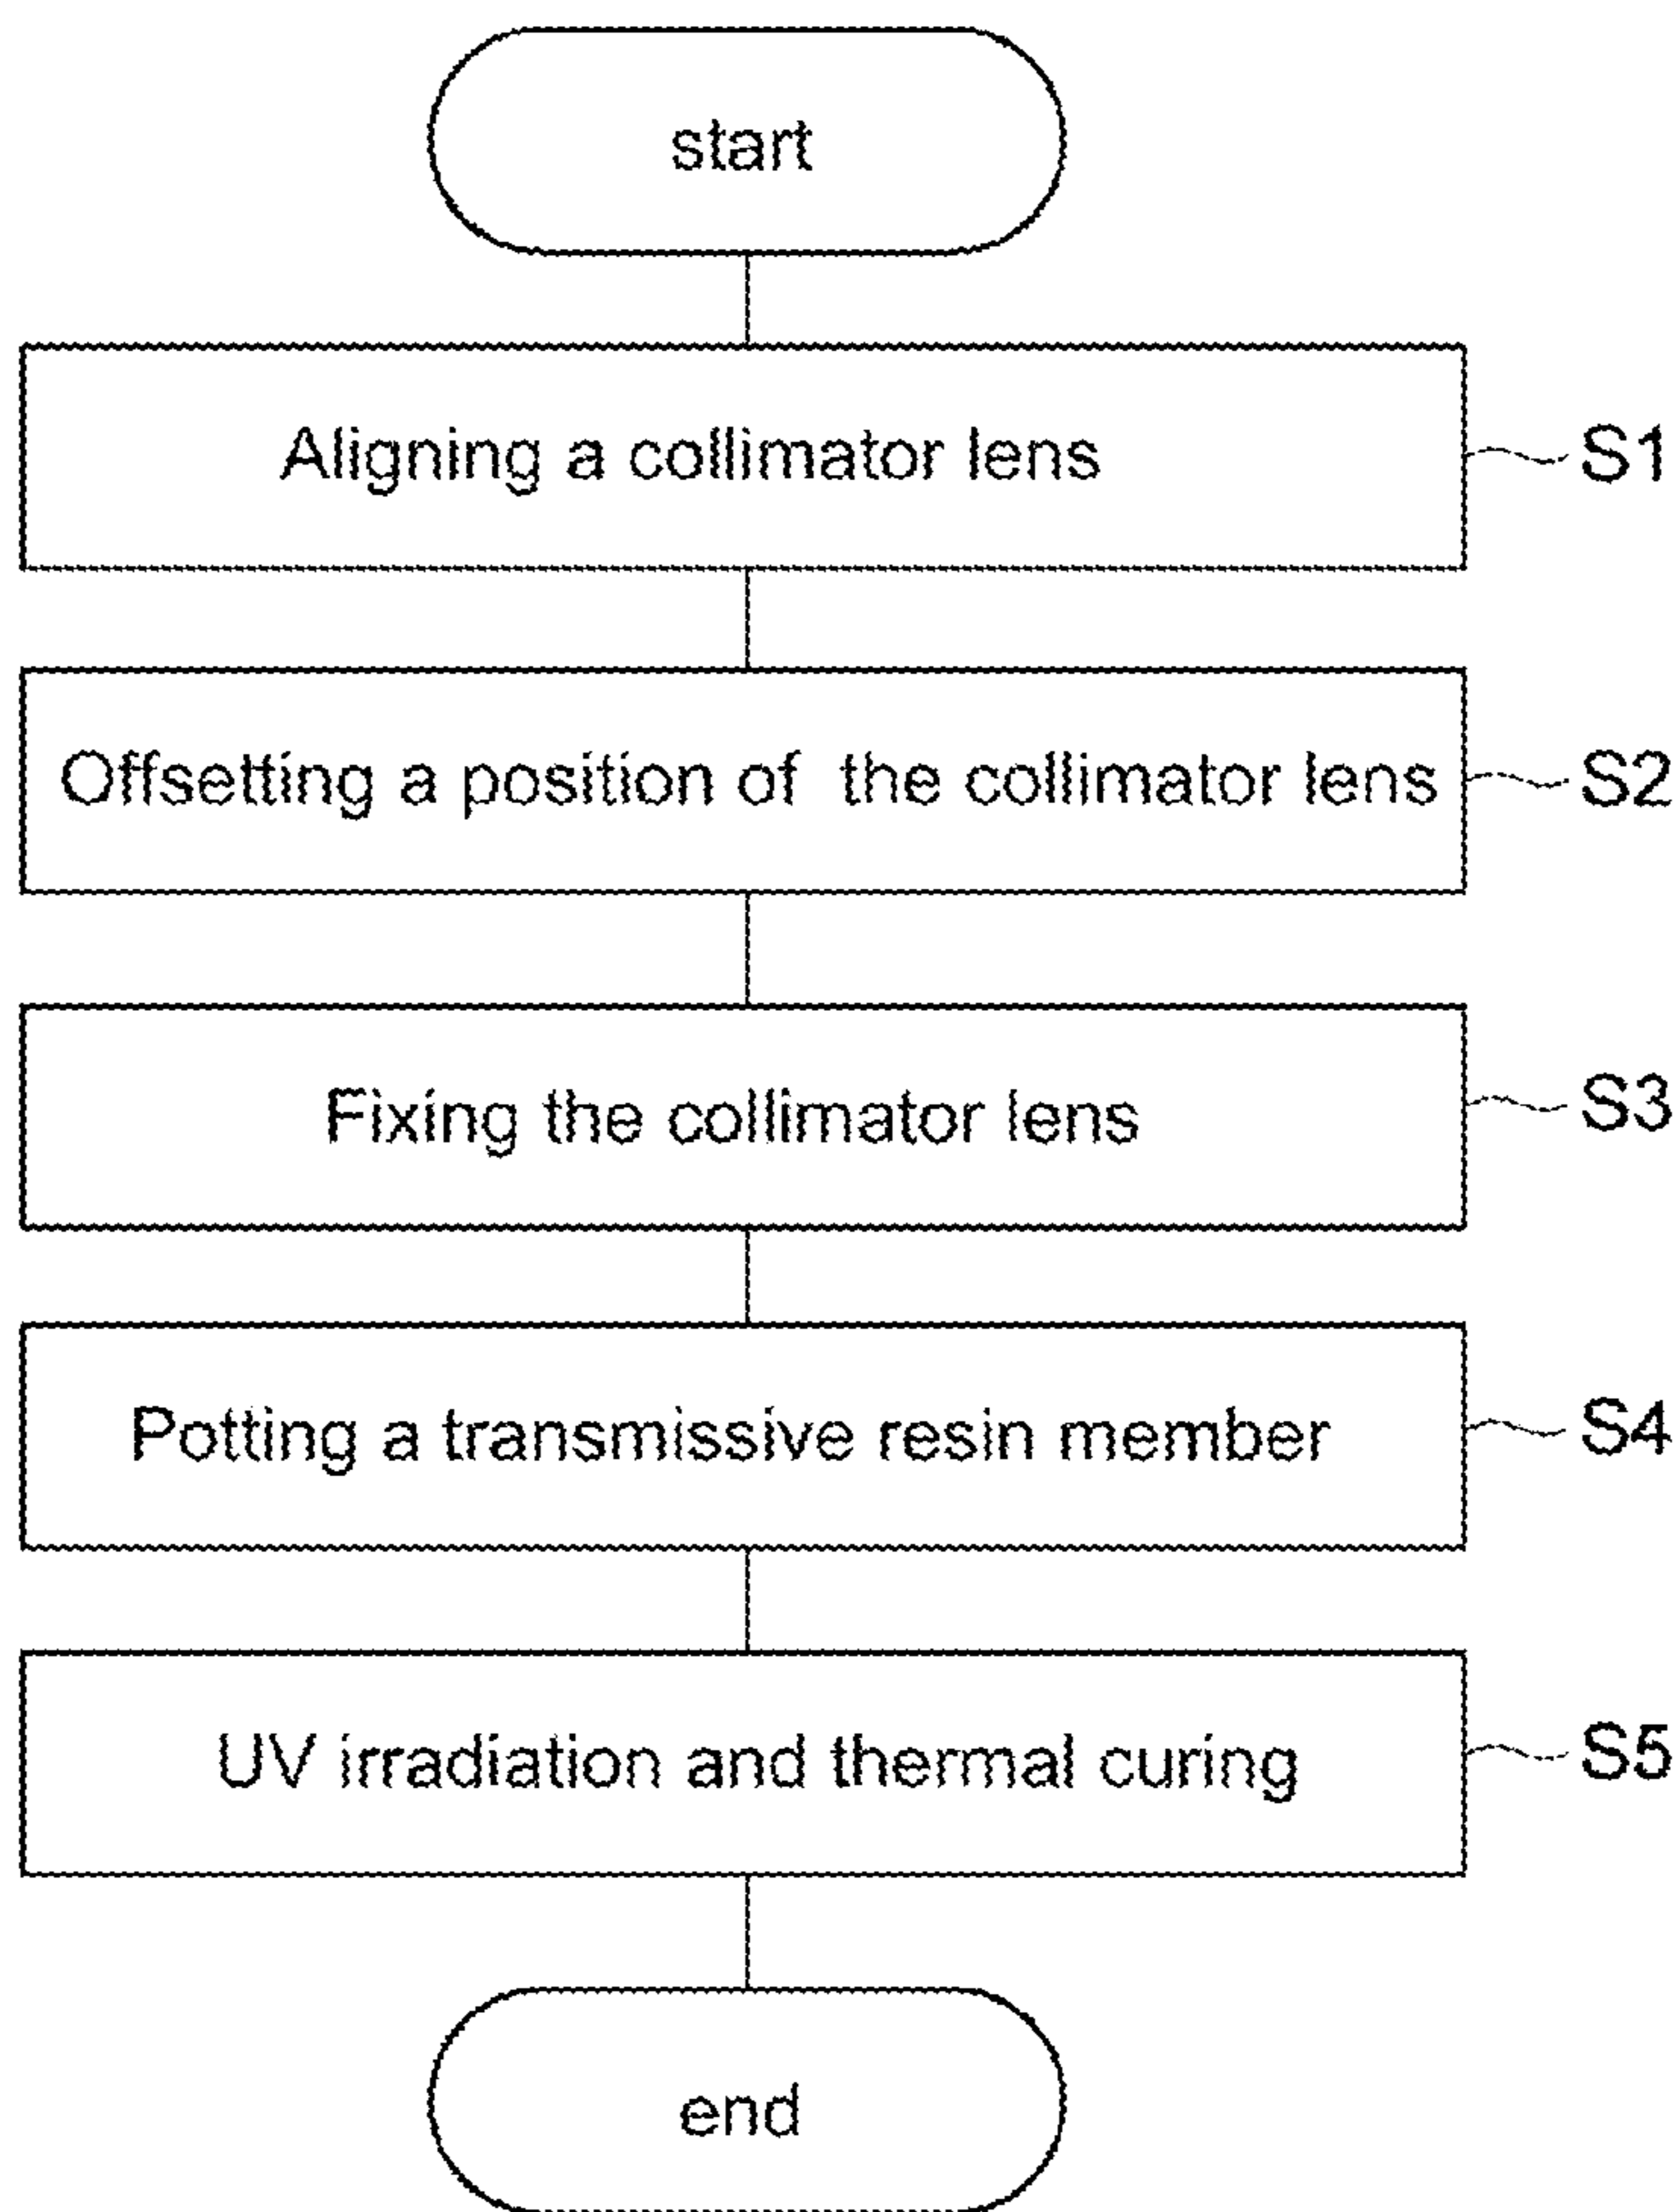 start
Aligning a collimator lens
S1
Offsetting a position of the collimator lens
S2
Fixing the collimator lens
S3
Potting a transmissive resin member
S4
UV irradiation and thermal curing
S5
end